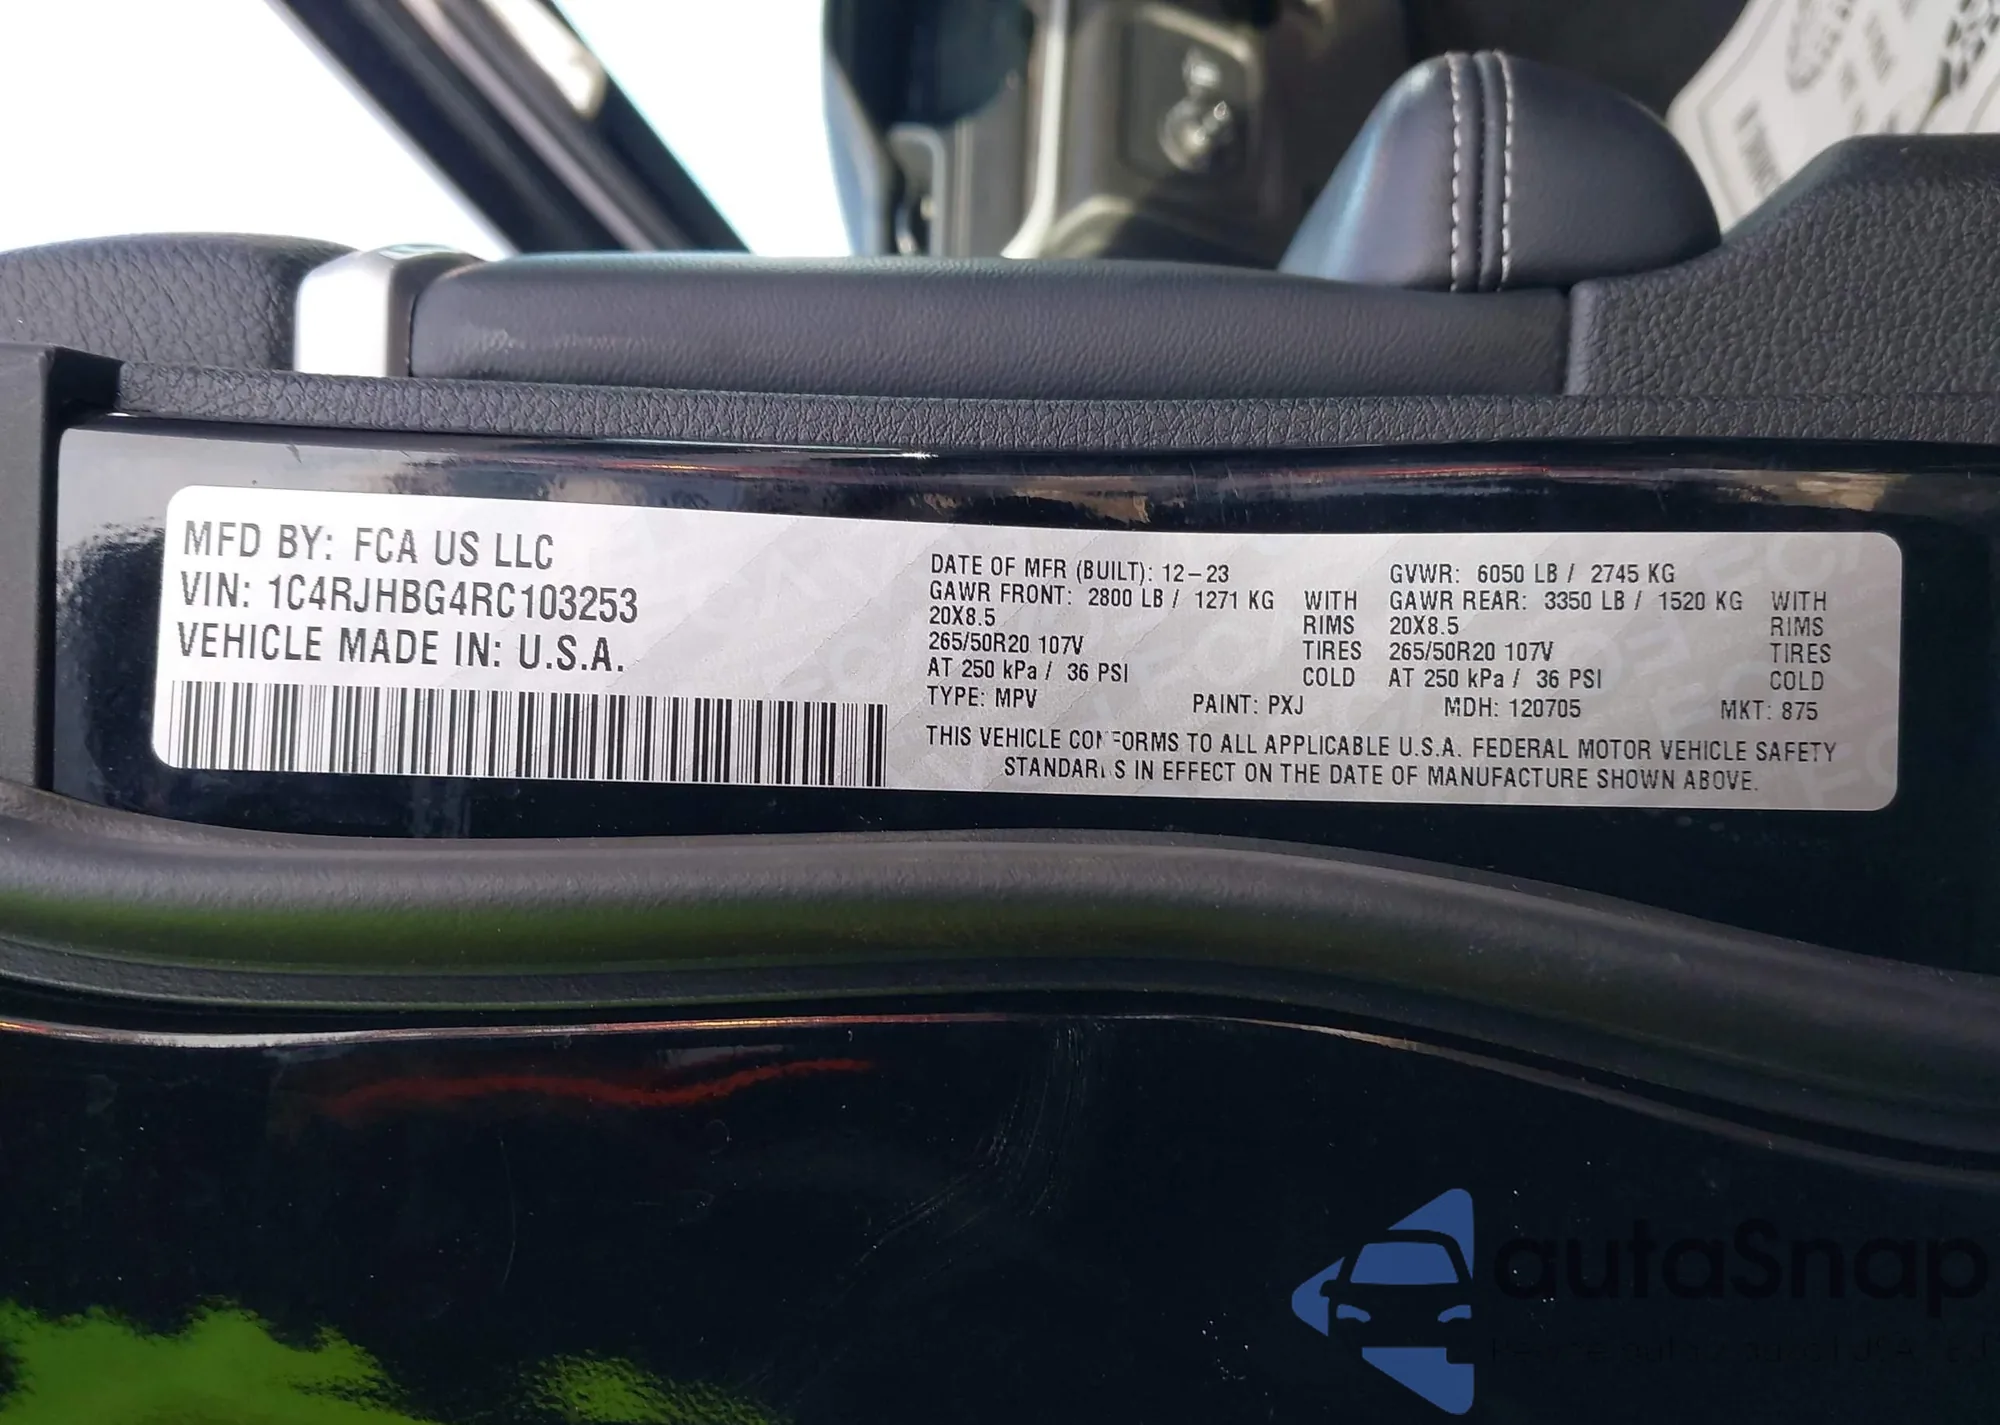 MFD BY: FCA US LLC
VIN: 1C4RJHBG4RC103253
VEHICLE MADE IN: U.S.A.
DATE OF MFR (BUILT): 12-23 GVWR: 6050 LB / 2745 KG
GAWR FRONT: 2800 LB / 1271 KG WITH GAWR REAR: 3350 LB / 1520 KG WITH
20X8.5 RIMS 20X8.5 RIMS
265/50R20 107V TIRES 265/50R20 107V TIRES
AT 250 kPa / 36 PSI COLD AT 250 kPa / 36 PSI COLD
TYPE: MPV PAINT: PXJ MDH: 120705 MKT: 875
THIS VEHICLE CONFORMS TO ALL APPLICABLE U.S.A. FEDERAL MOTOR VEHICLE SAFETY
STANDARDS IN EFFECT ON THE DATE OF MANUFACTURE SHOWN ABOVE.
autoSnap